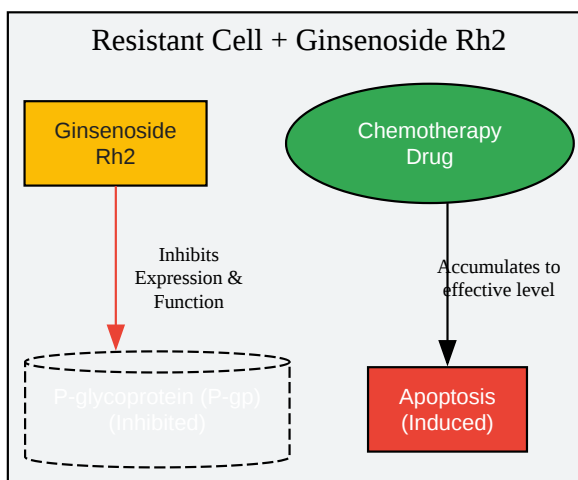 Resistant Cell + Ginsenoside Rh2
Ginsenoside
Rh2
Chemotherapy
Drug
Inhibits
Expression &
Function
Accumulates to
effective level
P-glycoprotein (P-gp)
(Inhibited)
Apoptosis
(Induced)